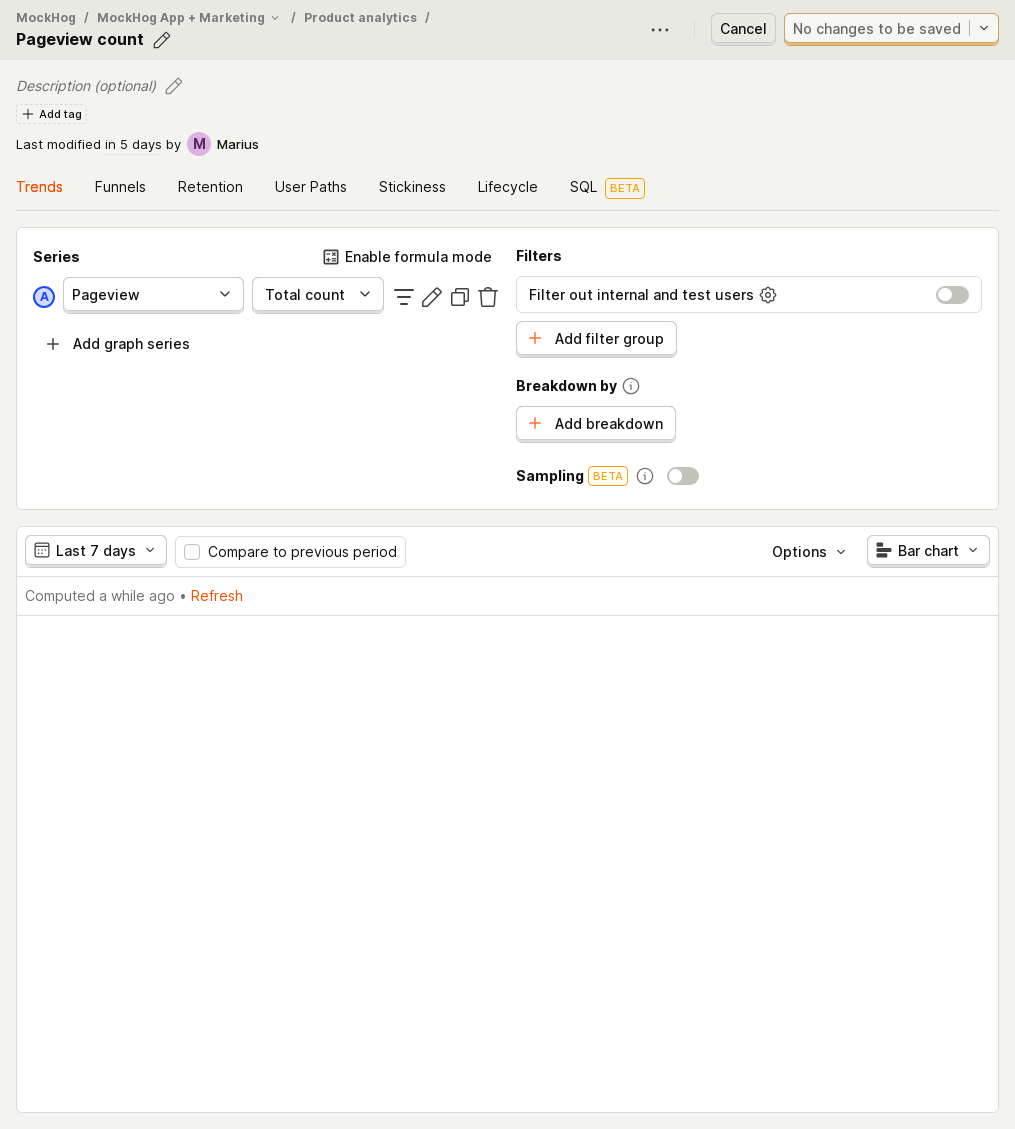 MockHog / MockHog App + Marketing / Product analytics /
Pageview count
Cancel
No changes to be saved
Description (optional)
Add tag
Last modified in 5 days by M Marius
Trends Funnels Retention User Paths Stickiness Lifecycle SQL BETA
Series
Enable formula mode
A Pageview Total count
Add graph series
Filters
Filter out internal and test users
Add filter group
Breakdown by
Add breakdown
Sampling BETA
Last 7 days Compare to previous period Options Bar chart
Computed a while ago • Refresh